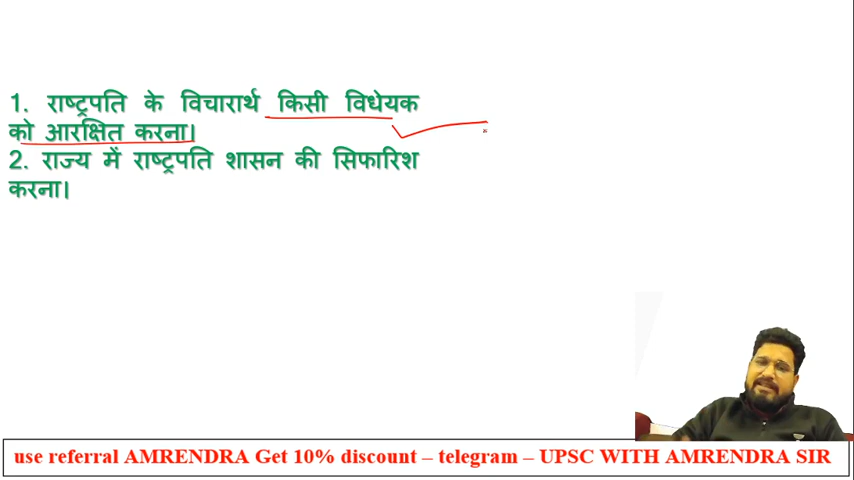 1. राष्ट्रपति के विचारार्थ किसी विधेयक
को आरक्षित करना।
2. राज्य में राष्ट्रपति शासन की सिफारिश
करना।
use referral AMRENDRA Get 10% discount – telegram – UPSC WITH AMRENDRA SIR